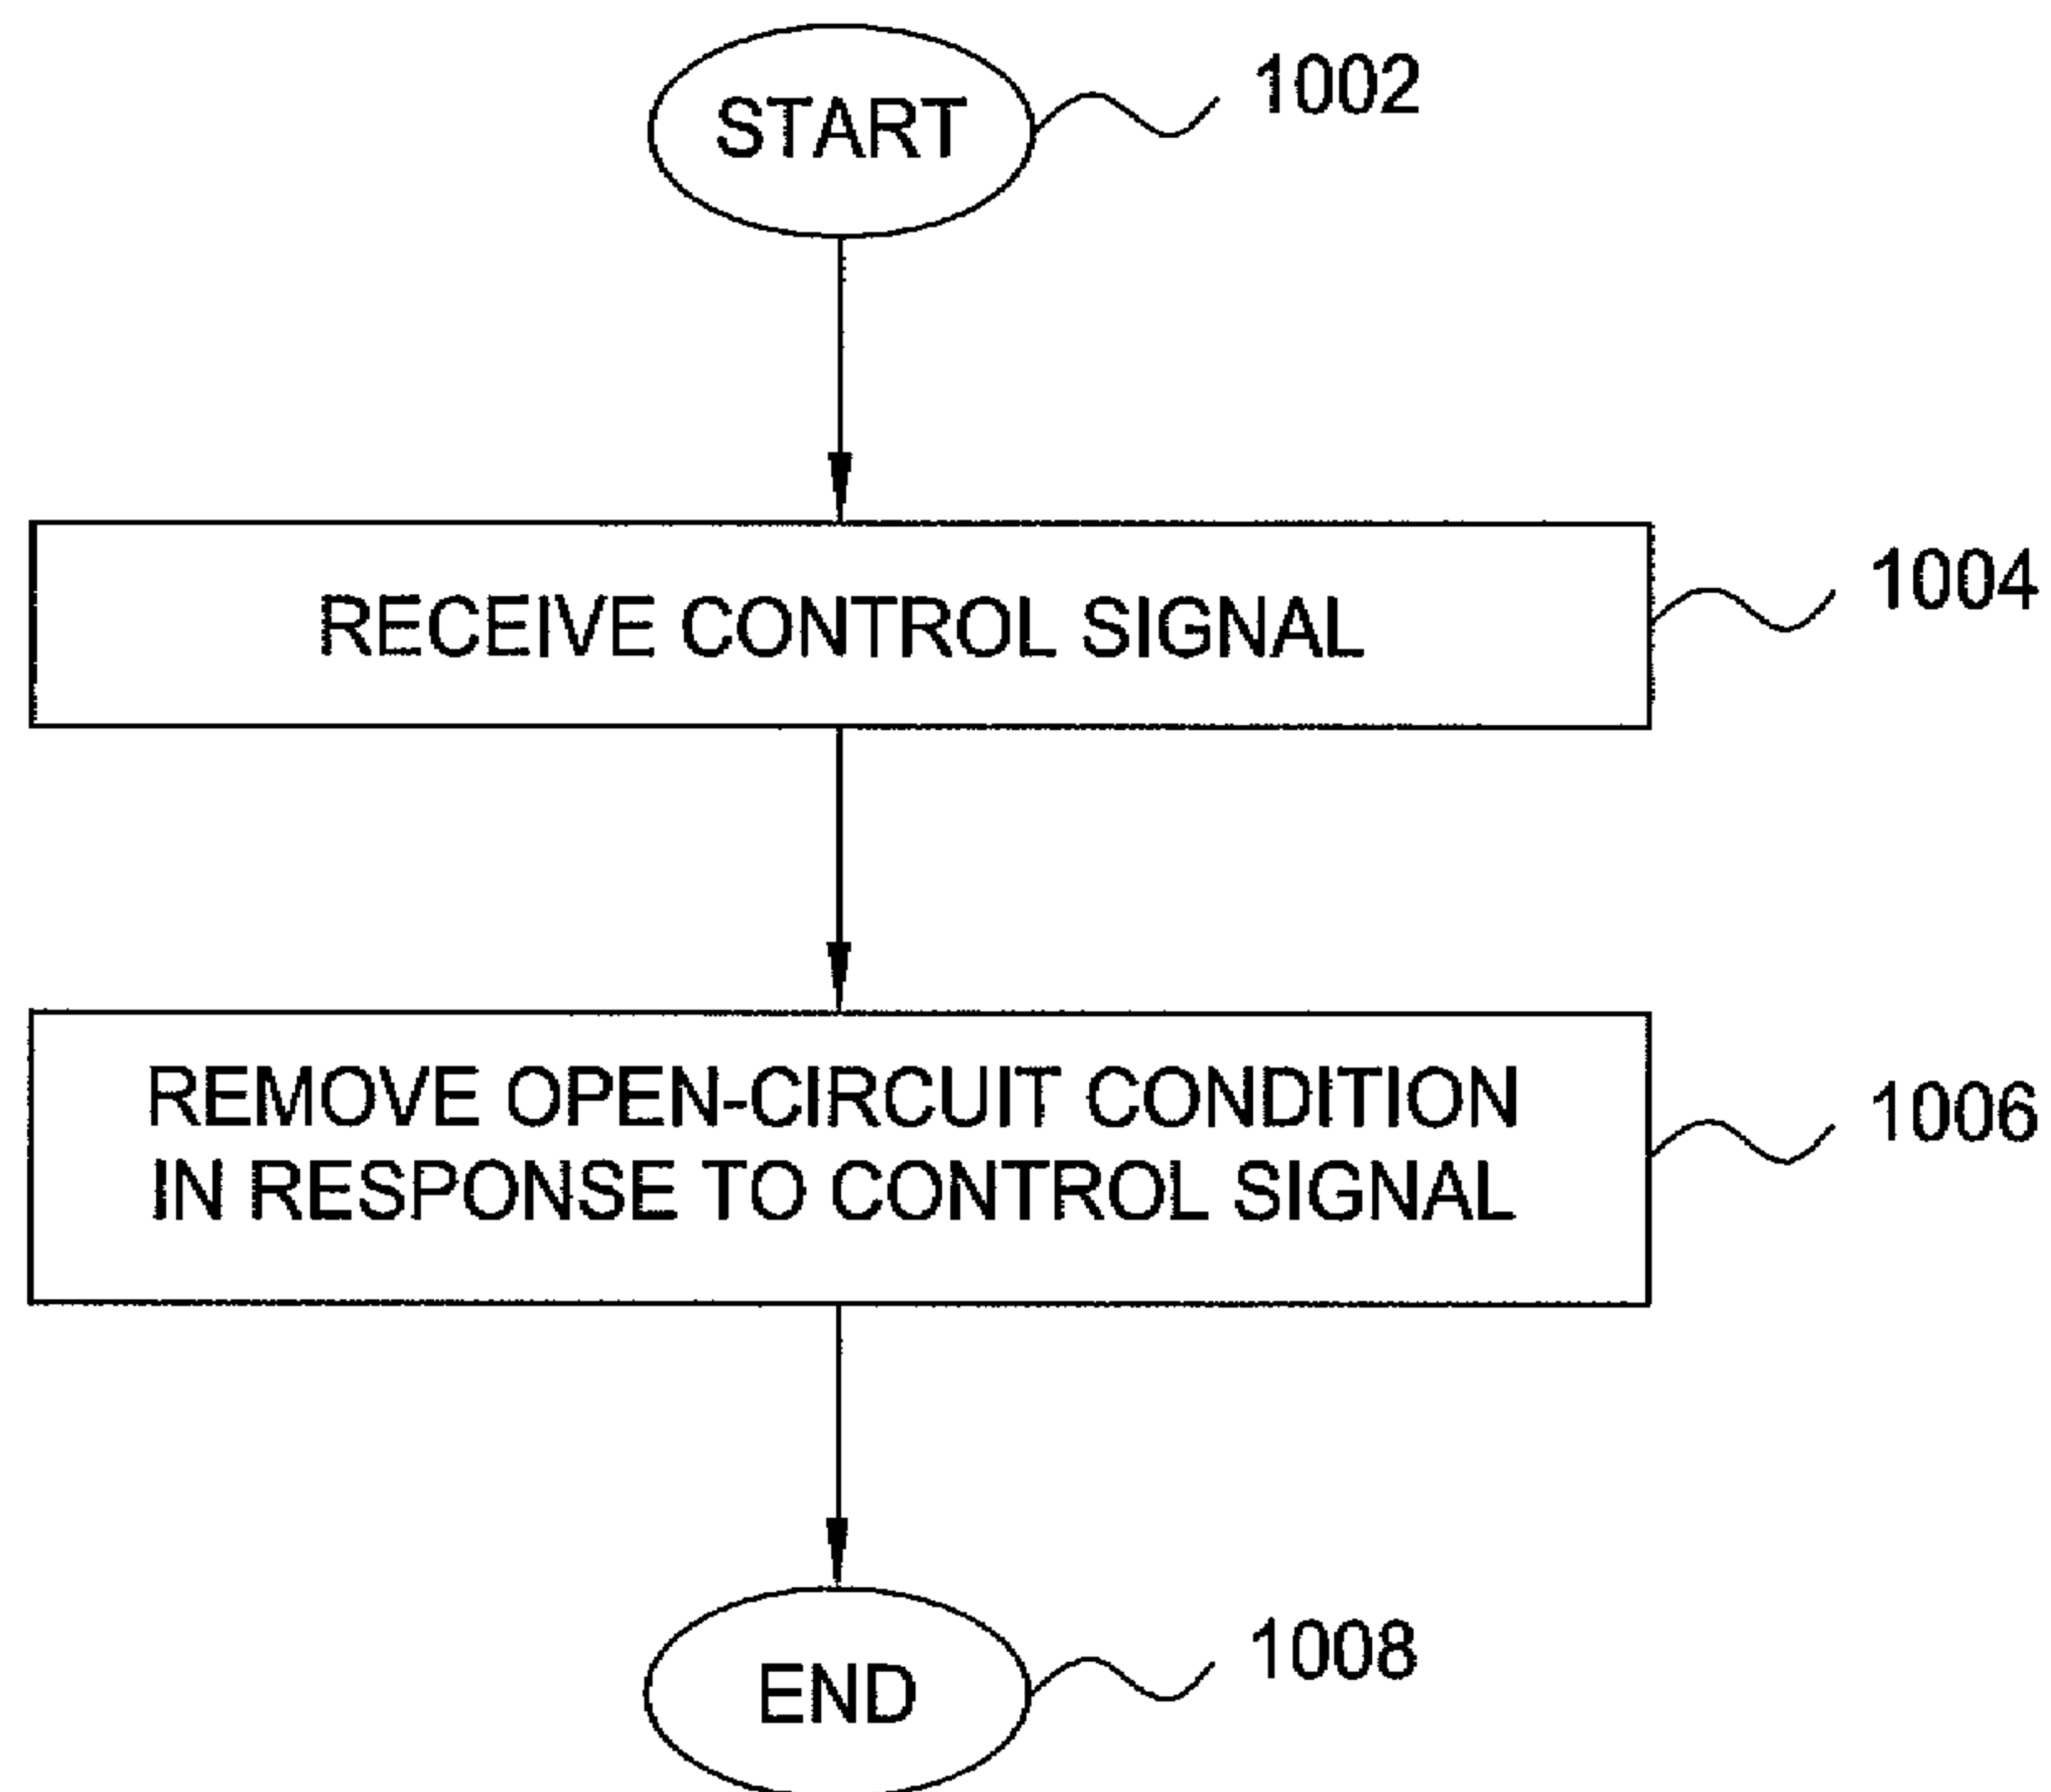 START
1002
RECEIVE CONTROL SIGNAL
1004
REMOVE OPEN-CIRCUIT CONDITION
IN RESPONSE TO CONTROL SIGNAL
1006
END
1008